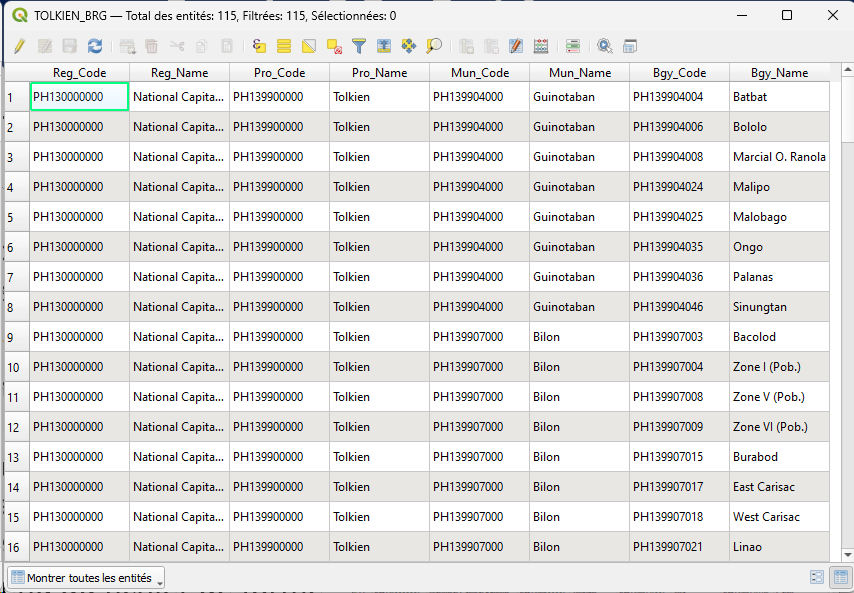 TOLKIEN_BRG — Total des entités: 115, Filtrées: 115, Sélectionnées: 0
Reg_Code Reg_Name Pro_Code Pro_Name Mun_Code Mun_Name Bgy_Code Bgy_Name
1 PH130000000 National Capita... PH139900000 Tolkien PH139904000 Guinotaban PH139904004 Batbat
2 PH130000000 National Capita... PH139900000 Tolkien PH139904000 Guinotaban PH139904006 Bololo
3 PH130000000 National Capita... PH139900000 Tolkien PH139904000 Guinotaban PH139904008 Marcial O. Ranola
4 PH130000000 National Capita... PH139900000 Tolkien PH139904000 Guinotaban PH139904024 Malipo
5 PH130000000 National Capita... PH139900000 Tolkien PH139904000 Guinotaban PH139904025 Malobago
6 PH130000000 National Capita... PH139900000 Tolkien PH139904000 Guinotaban PH139904035 Ongo
7 PH130000000 National Capita... PH139900000 Tolkien PH139904000 Guinotaban PH139904036 Palanas
8 PH130000000 National Capita... PH139900000 Tolkien PH139904000 Guinotaban PH139904046 Sinungtan
9 PH130000000 National Capita... PH139900000 Tolkien PH139907000 Bilon PH139907003 Bacolod
10 PH130000000 National Capita... PH139900000 Tolkien PH139907000 Bilon PH139907004 Zone I (Pob.)
11 PH130000000 National Capita... PH139900000 Tolkien PH139907000 Bilon PH139907008 Zone V (Pob.)
12 PH130000000 National Capita... PH139900000 Tolkien PH139907000 Bilon PH139907009 Zone VI (Pob.)
13 PH130000000 National Capita... PH139900000 Tolkien PH139907000 Bilon PH139907015 Burabod
14 PH130000000 National Capita... PH139900000 Tolkien PH139907000 Bilon PH139907017 East Carisac
15 PH130000000 National Capita... PH139900000 Tolkien PH139907000 Bilon PH139907018 West Carisac
16 PH130000000 National Capita... PH139900000 Tolkien PH139907000 Bilon PH139907021 Linao
Montrer toutes les entités